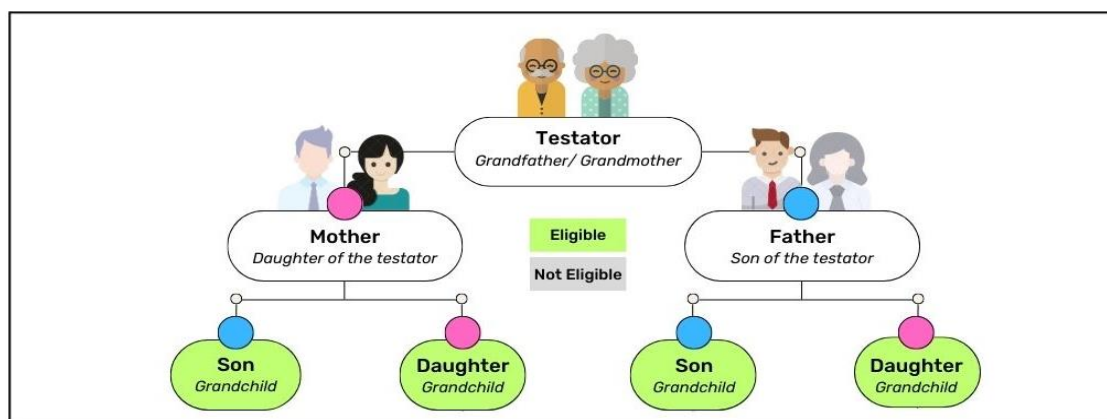 Testator
Grandfather/ Grandmother
Mother
Daughter of the testator
Eligible
Not Eligible
Father
Son of the testator
Son
Grandchild
Daughter
Grandchild
Son
Grandchild
Daughter
Grandchild